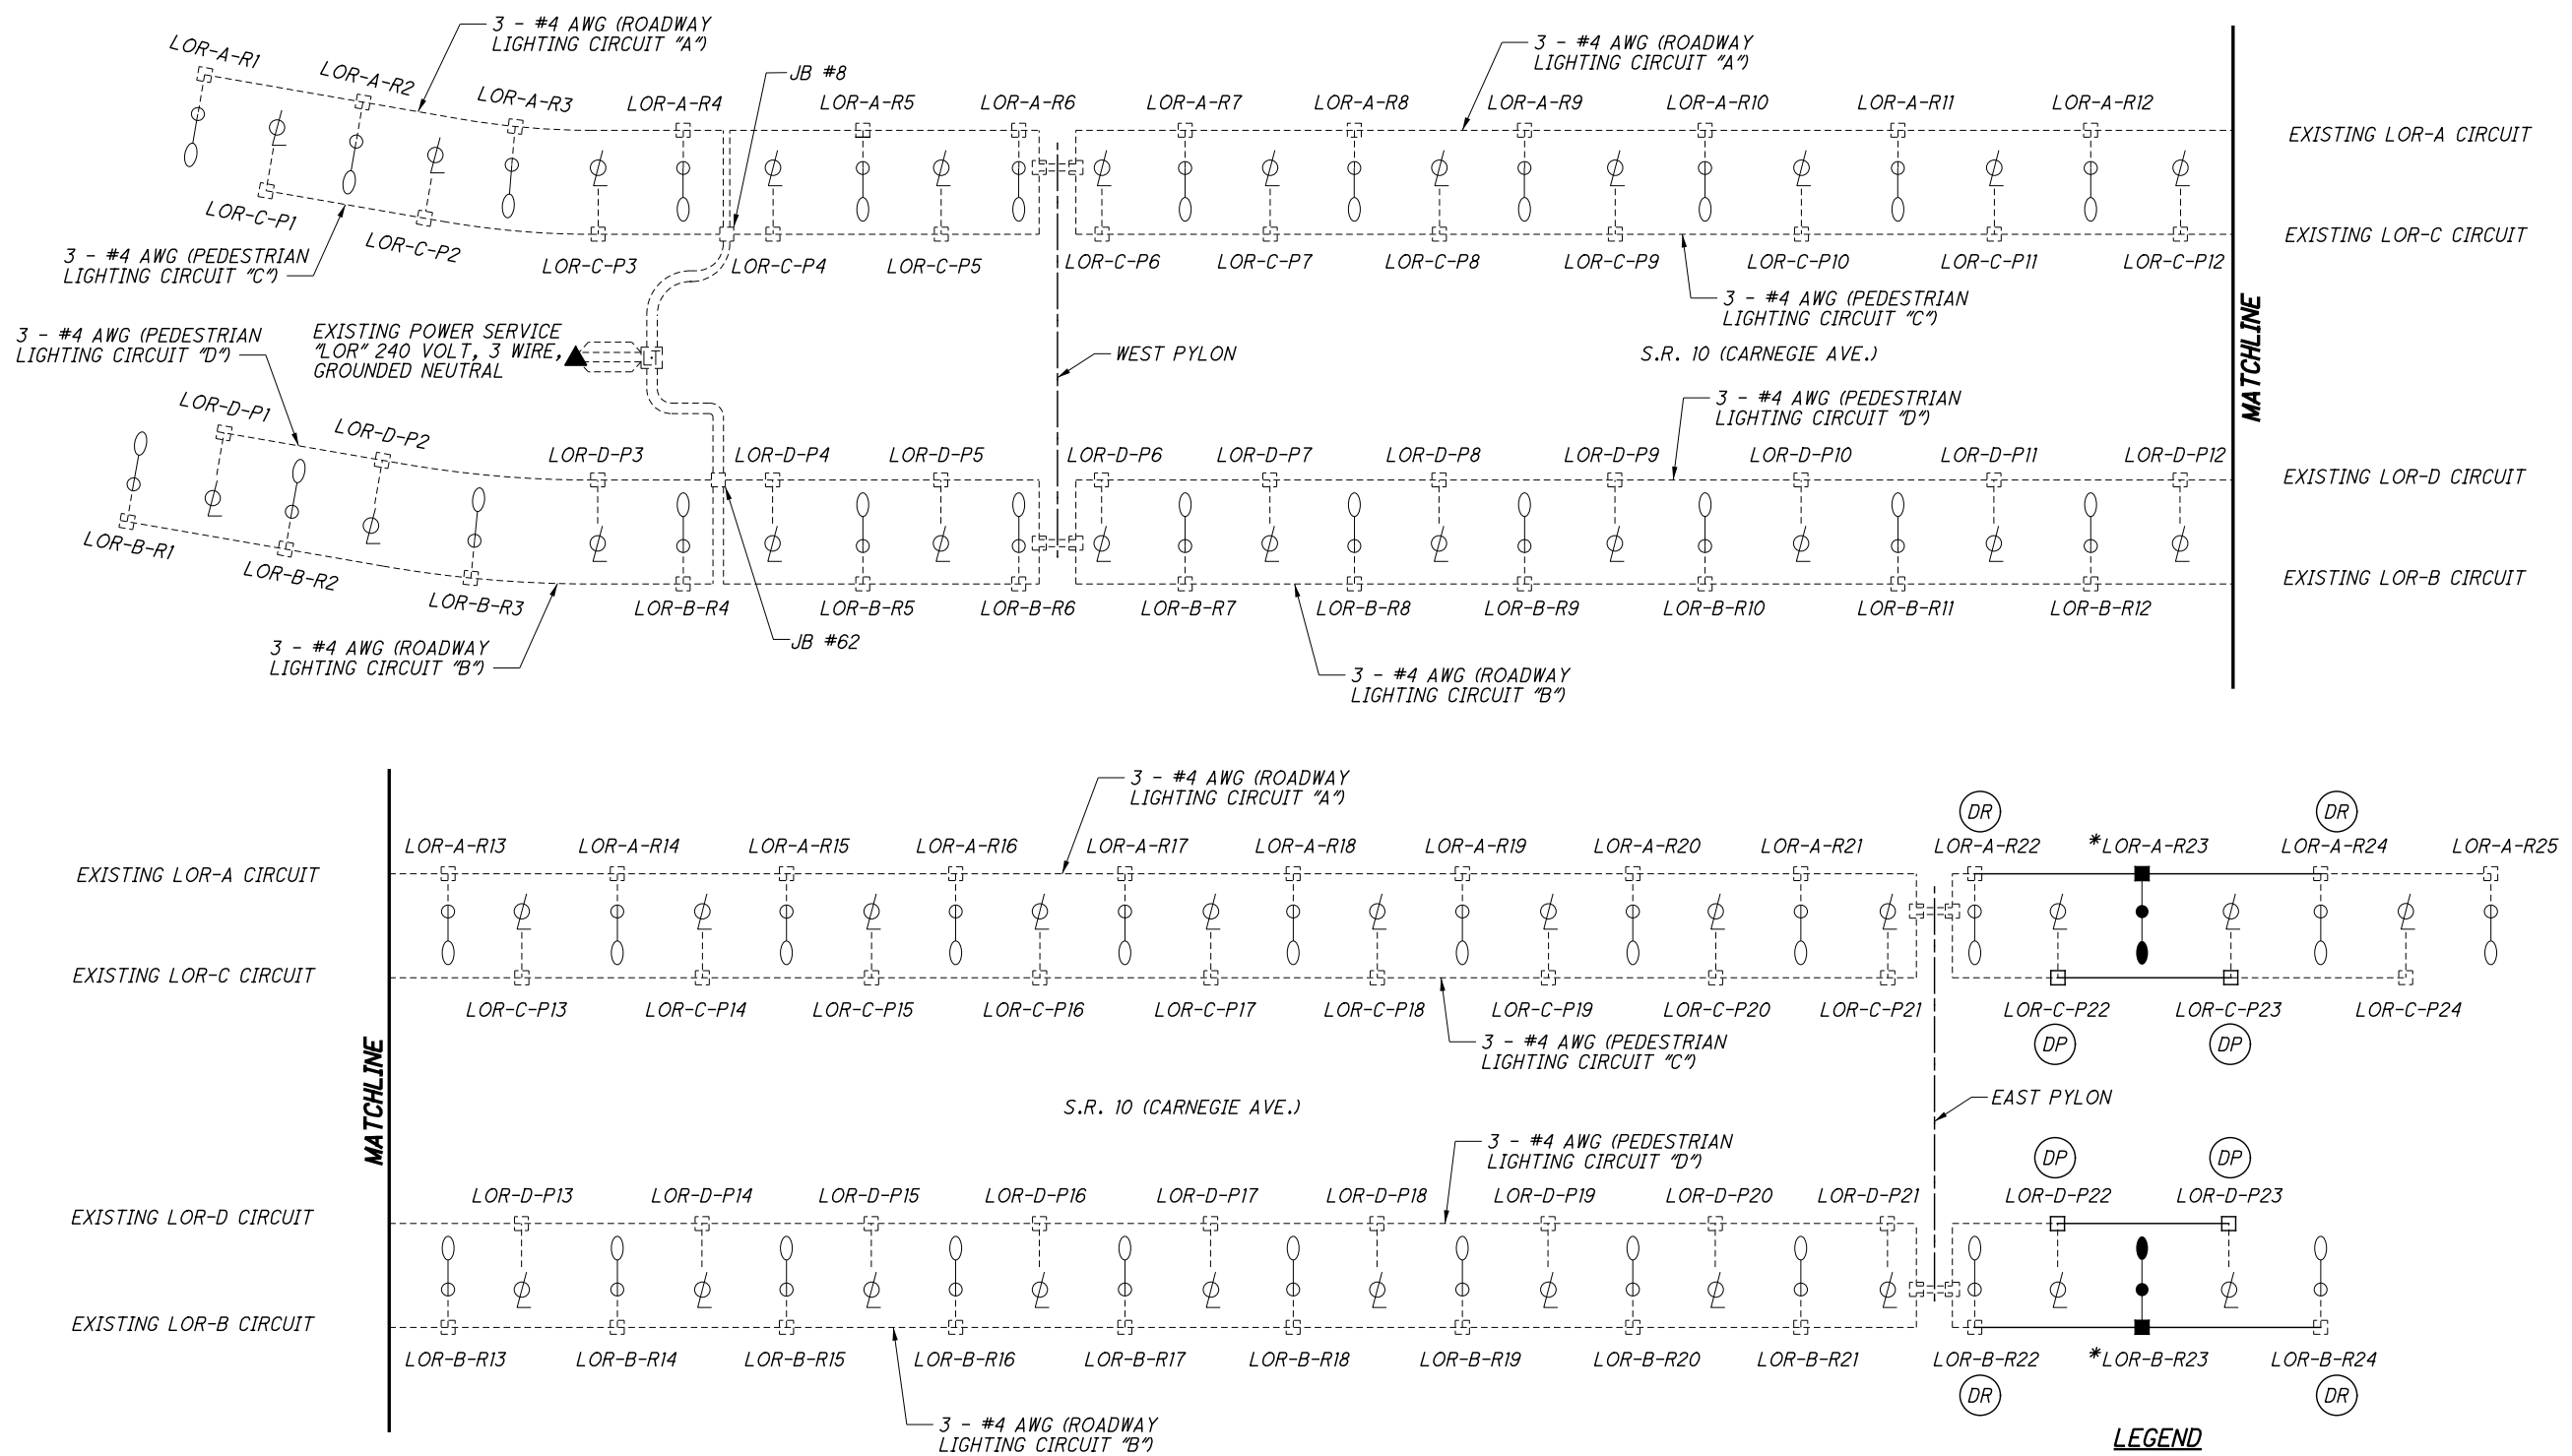 3 - #4 AWG (ROADWAY
LIGHTING CIRCUIT "A")
3 - #4 AWG (ROADWAY
LIGHTING CIRCUIT "A")
JB #8
LOR-A-R1
LOR-A-R2
LOR-A-R3
LOR-A-R4
LOR-A-R5
LOR-A-R6
LOR-A-R7
LOR-A-R8
LOR-A-R9
LOR-A-R10
LOR-A-R11
LOR-A-R12
EXISTING LOR-A CIRCUIT
LOR-C-P1
LOR-C-P2
LOR-C-P3
LOR-C-P4
LOR-C-P5
LOR-C-P6
LOR-C-P7
LOR-C-P8
LOR-C-P9
LOR-C-P10
LOR-C-P11
LOR-C-P12
EXISTING LOR-C CIRCUIT
3 - #4 AWG (PEDESTRIAN
LIGHTING CIRCUIT "C")
3 - #4 AWG (PEDESTRIAN
LIGHTING CIRCUIT "C")
3 - #4 AWG (PEDESTRIAN
LIGHTING CIRCUIT "D")
EXISTING POWER SERVICE
"LOR" 240 VOLT, 3 WIRE,
GROUNDED NEUTRAL
WEST PYLON
S.R. 10 (CARNEGIE AVE.)
MATCHLINE
3 - #4 AWG (PEDESTRIAN
LIGHTING CIRCUIT "D")
LOR-D-P1
LOR-D-P2
LOR-D-P3
LOR-D-P4
LOR-D-P5
LOR-D-P6
LOR-D-P7
LOR-D-P8
LOR-D-P9
LOR-D-P10
LOR-D-P11
LOR-D-P12
EXISTING LOR-D CIRCUIT
LOR-B-R1
LOR-B-R2
LOR-B-R3
LOR-B-R4
LOR-B-R5
LOR-B-R6
LOR-B-R7
LOR-B-R8
LOR-B-R9
LOR-B-R10
LOR-B-R11
LOR-B-R12
EXISTING LOR-B CIRCUIT
JB #62
3 - #4 AWG (ROADWAY
LIGHTING CIRCUIT "B")
3 - #4 AWG (ROADWAY
LIGHTING CIRCUIT "B")
3 - #4 AWG (ROADWAY
LIGHTING CIRCUIT "A")
DR
DR
LOR-A-R13
LOR-A-R14
LOR-A-R15
LOR-A-R16
LOR-A-R17
LOR-A-R18
LOR-A-R19
LOR-A-R20
LOR-A-R21
LOR-A-R22
*LOR-A-R23
LOR-A-R24
LOR-A-R25
EXISTING LOR-A CIRCUIT
EXISTING LOR-C CIRCUIT
LOR-C-P13
LOR-C-P14
LOR-C-P15
LOR-C-P16
LOR-C-P17
LOR-C-P18
LOR-C-P19
LOR-C-P20
LOR-C-P21
LOR-C-P22
LOR-C-P23
LOR-C-P24
DP
DP
3 - #4 AWG (PEDESTRIAN
LIGHTING CIRCUIT "C")
MATCHLINE
S.R. 10 (CARNEGIE AVE.)
EAST PYLON
3 - #4 AWG (PEDESTRIAN
LIGHTING CIRCUIT "D")
DP
DP
LOR-D-P13
LOR-D-P14
LOR-D-P15
LOR-D-P16
LOR-D-P17
LOR-D-P18
LOR-D-P19
LOR-D-P20
LOR-D-P21
LOR-D-P22
LOR-D-P23
EXISTING LOR-D CIRCUIT
EXISTING LOR-B CIRCUIT
LOR-B-R13
LOR-B-R14
LOR-B-R15
LOR-B-R16
LOR-B-R17
LOR-B-R18
LOR-B-R19
LOR-B-R20
LOR-B-R21
LOR-B-R22
*LOR-B-R23
LOR-B-R24
DR
DR
3 - #4 AWG (ROADWAY
LIGHTING CIRCUIT "B")
LEGEND